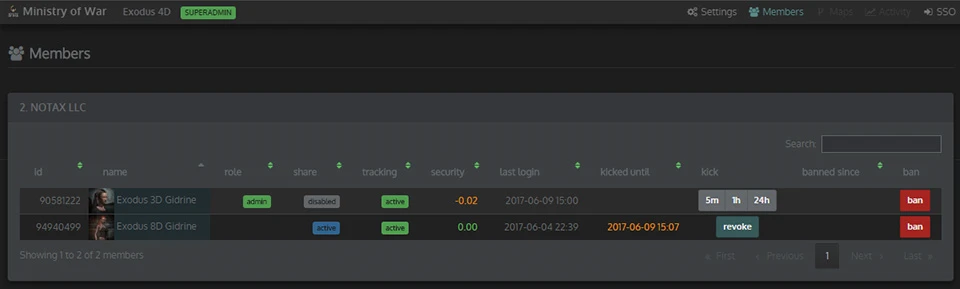 Ministry of War Exodus 4D SUPERADMIN Settings Members Maps Activity SSO
Members
2. NOTAX LLC
Search:
id name role share tracking security last login kicked until kick banned since ban
90581222 Exodus 3D Gidrine admin disabled active -0.02 2017-06-09 15:00 5m 1h 24h ban
94940499 Exodus 8D Gidrine active active 0.00 2017-06-04 22:39 2017-06-09 15:07 revoke ban
Showing 1 to 2 of 2 members « First ‹ Previous 1 Next › Last »